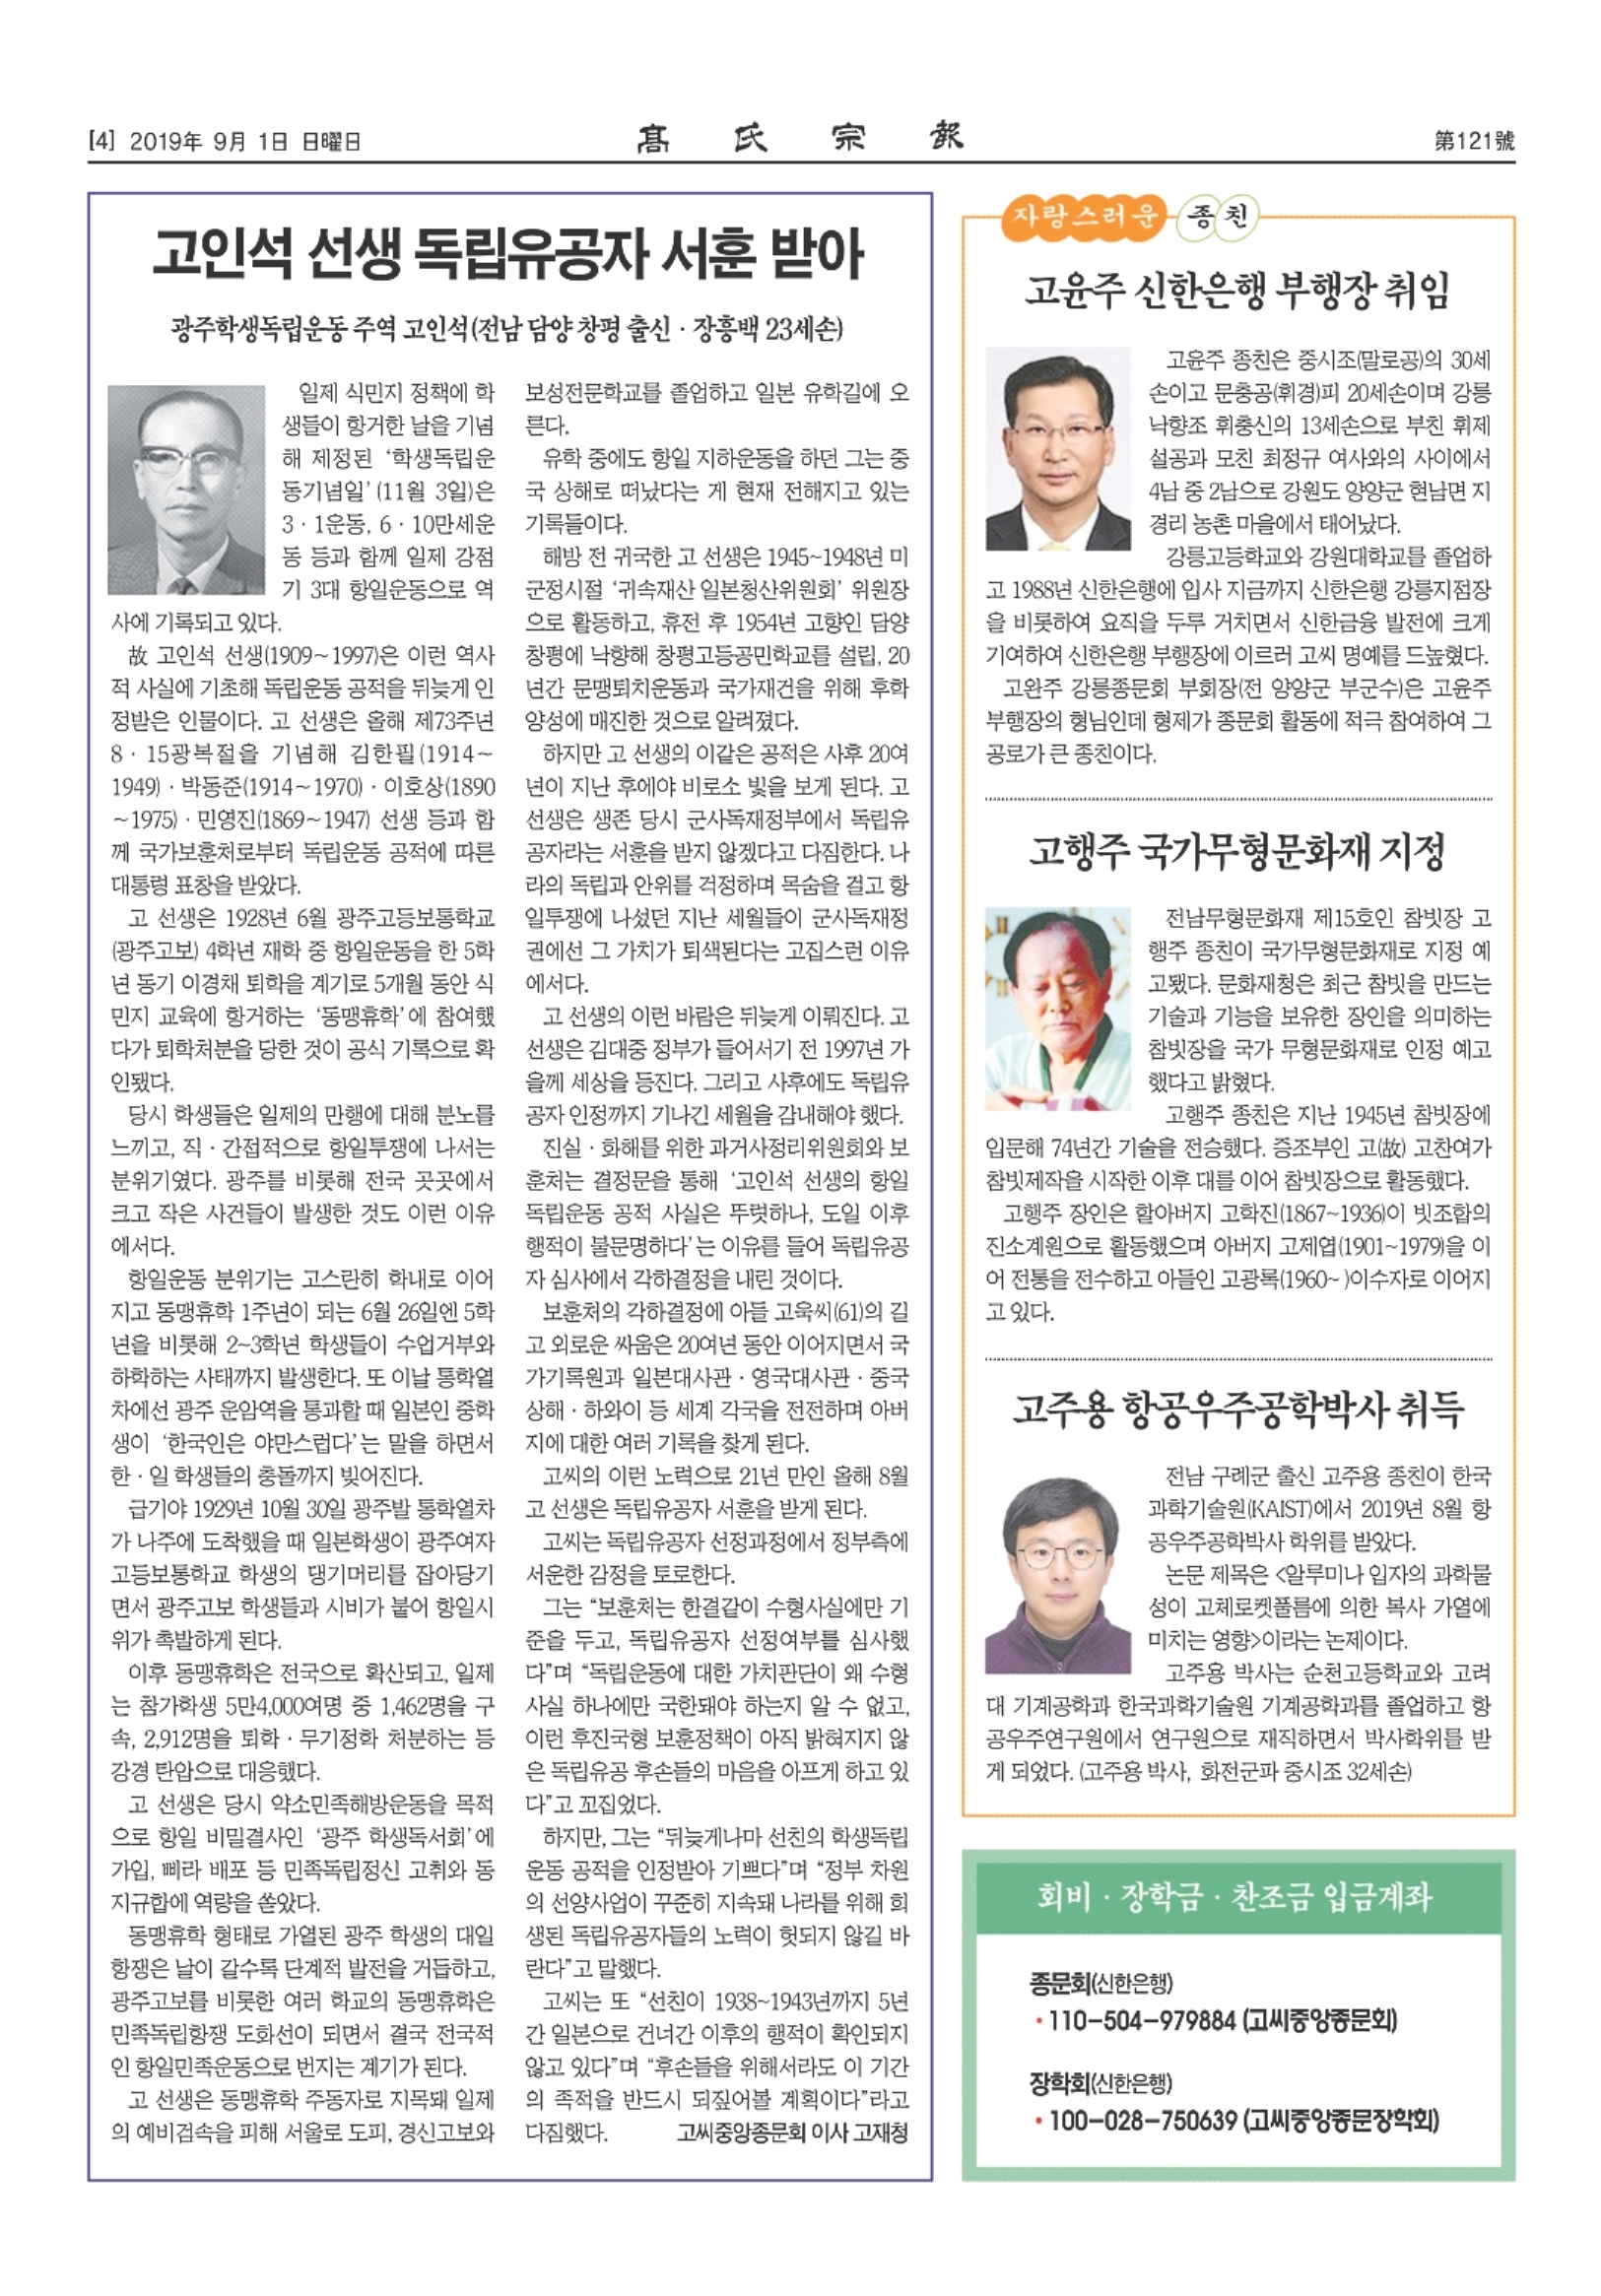 [4] 2019年 9月 1日 日曜日
髙氏宗報
第121號
고인석 선생 독립유공자 서훈 받아
광주학생독립운동 주역 고인석(전남 담양 창평 출신 · 장흥백 23세손)
일제 식민지 정책에 학
생들이 항거한 날을 기념
해 제정된 ‘학생독립운
동기념일’(11월 3일)은
3 · 1운동, 6 · 10만세운
동 등과 함께 일제 강점
기 3대 항일운동으로 역
사에 기록되고 있다.
故 고인석 선생(1909~1997)은 이런 역사
적 사실에 기초해 독립운동 공적을 뒤늦게 인
정받은 인물이다. 고 선생은 올해 제73주년
8 · 15광복절을 기념해 김한필(1914~
1949) · 박동준(1914~1970) · 이호상(1890
~1975) · 민영진(1869~1947) 선생 등과 함
께 국가보훈처로부터 독립운동 공적에 따른
대통령 표창을 받았다.
고 선생은 1928년 6월 광주고등보통학교
(광주고보) 4학년 재학 중 항일운동을 한 5학
년 동기 이경채 퇴학을 계기로 5개월 동안 식
민지 교육에 항거하는 ‘동맹휴학’에 참여했
다가 퇴학처분을 당한 것이 공식 기록으로 확
인됐다.
당시 학생들은 일제의 만행에 대해 분노를
느끼고, 직 · 간접적으로 항일투쟁에 나서는
분위기였다. 광주를 비롯해 전국 곳곳에서
크고 작은 사건들이 발생한 것도 이런 이유
에서다.
항일운동 분위기는 고스란히 학내로 이어
지고 동맹휴학 1주년이 되는 6월 26일엔 5학
년을 비롯해 2~3학년 학생들이 수업거부와
하학하는 사태까지 발생한다. 또 이날 통학열
차에선 광주 운암역을 통과할 때 일본인 중학
생이 ‘한국인은 야만스럽다’는 말을 하면서
한 · 일 학생들의 충돌까지 빚어진다.
급기야 1929년 10월 30일 광주발 통학열차
가 나주에 도착했을 때 일본학생이 광주여자
고등보통학교 학생의 댕기머리를 잡아당기
면서 광주고보 학생들과 시비가 붙어 항일시
위가 촉발하게 된다.
이후 동맹휴학은 전국으로 확산되고, 일제
는 참가학생 5만4,000여명 중 1,462명을 구
속, 2,912명을 퇴학 · 무기정학 처분하는 등
강경 탄압으로 대응했다.
고 선생은 당시 약소민족해방운동을 목적
으로 항일 비밀결사인 ‘광주 학생독서회’에
가입, 삐라 배포 등 민족독립정신 고취와 동
지규합에 역량을 쏟았다.
동맹휴학 형태로 가열된 광주 학생의 대일
항쟁은 날이 갈수록 단계적 발전을 거듭하고,
광주고보를 비롯한 여러 학교의 동맹휴학은
민족독립항쟁 도화선이 되면서 결국 전국적
인 항일민족운동으로 번지는 계기가 된다.
고 선생은 동맹휴학 주동자로 지목돼 일제
의 예비검속을 피해 서울로 도피, 경신고보와
보성전문학교를 졸업하고 일본 유학길에 오
른다.
유학 중에도 항일 지하운동을 하던 그는 중
국 상해로 떠났다는 게 현재 전해지고 있는
기록들이다.
해방 전 귀국한 고 선생은 1945~1948년 미
군정시절 ‘귀속재산 일본청산위원회’ 위원장
으로 활동하고, 휴전 후 1954년 고향인 담양
창평에 낙향해 창평고등공민학교를 설립, 20
년간 문맹퇴치운동과 국가재건을 위해 후학
양성에 매진한 것으로 알려졌다.
하지만 고 선생의 이같은 공적은 사후 20여
년이 지난 후에야 비로소 빛을 보게 된다. 고
선생은 생존 당시 군사독재정부에서 독립유
공자라는 서훈을 받지 않겠다고 다짐한다. 나
라의 독립과 안위를 걱정하며 목숨을 걸고 항
일투쟁에 나섰던 지난 세월들이 군사독재정
권에선 그 가치가 퇴색된다는 고집스런 이유
에서다.
고 선생의 이런 바람은 뒤늦게 이뤄진다. 고
선생은 김대중 정부가 들어서기 전 1997년 가
을께 세상을 등진다. 그리고 사후에도 독립유
공자 인정까지 기나긴 세월을 감내해야 했다.
진실 · 화해를 위한 과거사정리위원회와 보
훈처는 결정문을 통해 ‘고인석 선생의 항일
독립운동 공적 사실은 뚜렷하나, 도일 이후
행적이 불문명하다’는 이유를 들어 독립유공
자 심사에서 각하결정을 내린 것이다.
보훈처의 각하결정에 아들 고욱씨(61)의 길
고 외로운 싸움은 20여년 동안 이어지면서 국
가기록원과 일본대사관 · 영국대사관 · 중국
상해 · 하와이 등 세계 각국을 전전하며 아버
지에 대한 여러 기록을 찾게 된다.
고씨의 이런 노력으로 21년 만인 올해 8월
고 선생은 독립유공자 서훈을 받게 된다.
고씨는 독립유공자 선정과정에서 정부측에
서운한 감정을 토로한다.
그는 “보훈처는 한결같이 수형사실에만 기
준을 두고, 독립유공자 선정여부를 심사했
다”며 “독립운동에 대한 가치판단이 왜 수형
사실 하나에만 국한돼야 하는지 알 수 없고,
이런 후진국형 보훈정책이 아직 밝혀지지 않
은 독립유공 후손들의 마음을 아프게 하고 있
다”고 꼬집었다.
하지만, 그는 “뒤늦게나마 선친의 학생독립
운동 공적을 인정받아 기쁘다”며 “정부 차원
의 선양사업이 꾸준히 지속돼 나라를 위해 희
생된 독립유공자들의 노력이 헛되지 않길 바
란다”고 말했다.
고씨는 또 “선친이 1938~1943년까지 5년
간 일본으로 건너간 이후의 행적이 확인되지
않고 있다”며 “후손들을 위해서라도 이 기간
의 족적을 반드시 되짚어볼 계획이다”라고
다짐했다. 고씨중앙종문회 이사 고재청
자랑스러운 종친
고윤주 신한은행 부행장 취임
고윤주 종친은 중시조(말로공)의 30세
손이고 문충공(휘경)피 20세손이며 강릉
낙향조 휘충신의 13세손으로 부친 휘제
설공과 모친 최정규 여사와의 사이에서
4남 중 2남으로 강원도 양양군 현남면 지
경리 농촌 마을에서 태어났다.
강릉고등학교와 강원대학교를 졸업하
고 1988년 신한은행에 입사 지금까지 신한은행 강릉지점장
을 비롯하여 요직을 두루 거치면서 신한금융 발전에 크게
기여하여 신한은행 부행장에 이르러 고씨 명예를 드높혔다.
고완주 강릉종문회 부회장(전 양양군 부군수)은 고윤주
부행장의 형님인데 형제가 종문회 활동에 적극 참여하여 그
공로가 큰 종친이다.
고행주 국가무형문화재 지정
전남무형문화재 제15호인 참빗장 고
행주 종친이 국가무형문화재로 지정 예
고됐다. 문화재청은 최근 참빗을 만드는
기술과 기능을 보유한 장인을 의미하는
참빗장을 국가 무형문화재로 인정 예고
했다고 밝혔다.
고행주 종친은 지난 1945년 참빗장에
입문해 74년간 기술을 전승했다. 증조부인 고(故) 고찬여가
참빗제작을 시작한 이후 대를 이어 참빗장으로 활동했다.
고행주 장인은 할아버지 고학진(1867~1936)이 빗조합의
진소계원으로 활동했으며 아버지 고제엽(1901~1979)을 이
어 전통을 전수하고 아들인 고광록(1960~ )이수자로 이어지
고 있다.
고주용 항공우주공학박사 취득
전남 구례군 출신 고주용 종친이 한국
과학기술원(KAIST)에서 2019년 8월 항
공우주공학박사 학위를 받았다.
논문 제목은 <알루미나 입자의 과학물
성이 고체로켓풀름에 의한 복사 가열에
미치는 영향>이라는 논제이다.
고주용 박사는 순천고등학교와 고려
대 기계공학과 한국과학기술원 기계공학과를 졸업하고 항
공우주연구원에서 연구원으로 재직하면서 박사학위를 받
게 되었다. (고주용 박사, 화전군파 중시조 32세손)
회비 · 장학금 · 찬조금 입금계좌
종문회(신한은행)
• 110-504-979884 (고씨중앙종문회)
장학회(신한은행)
• 100-028-750639 (고씨중앙종문장학회)